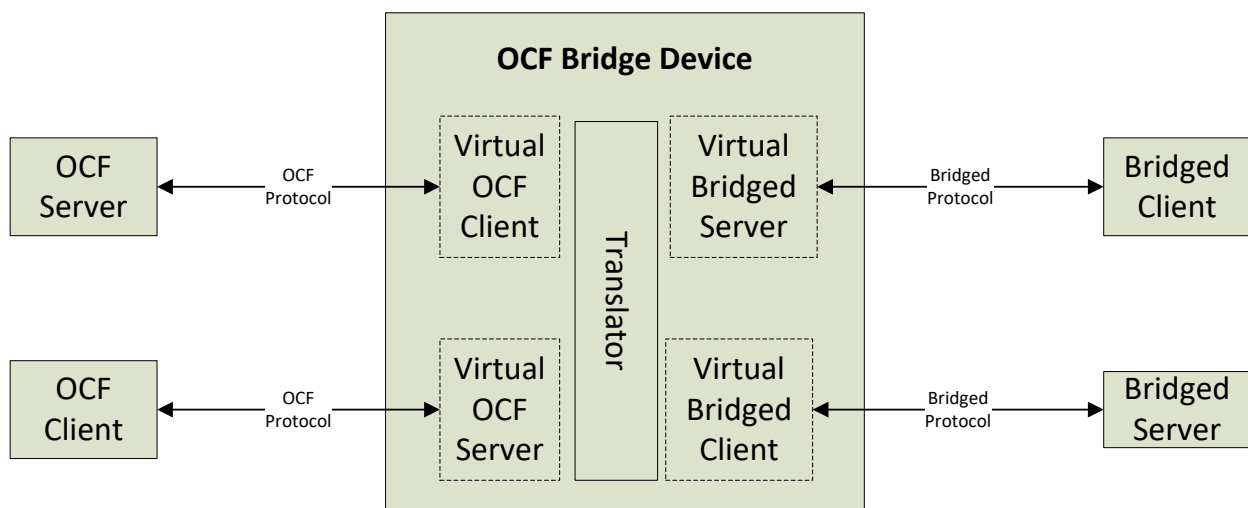 OCF Bridge Device
OCF
Server
OCF
Protocol
Virtual
OCF
Client
Translator
Virtual
Bridged
Server
Bridged
Protocol
Bridged
Client
OCF
Client
OCF
Protocol
Virtual
OCF
Server
Virtual
Bridged
Client
Bridged
Protocol
Bridged
Server